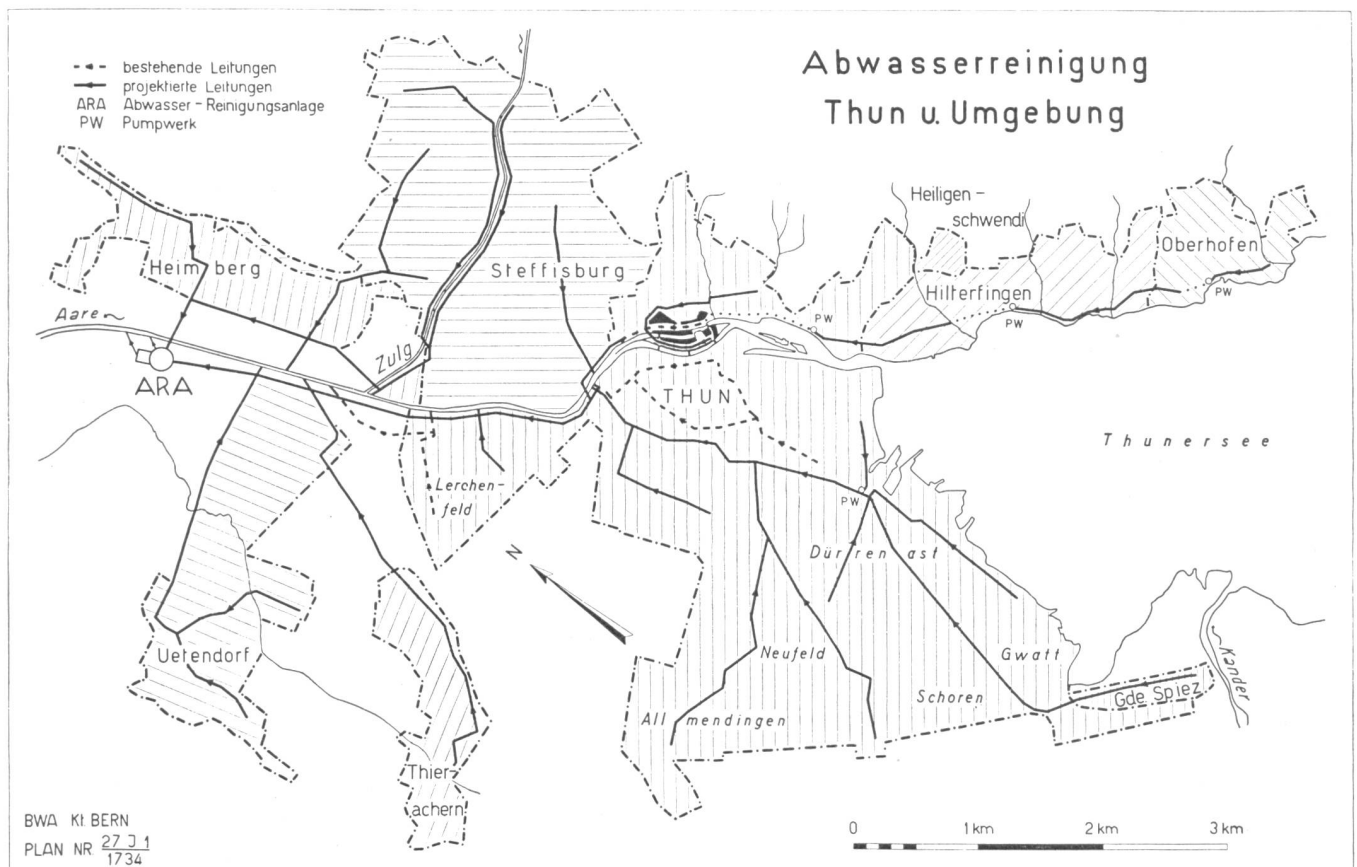 Abwasserreinigung
Thun u. Umgebung
bestehende Leitungen
projektierte Leitungen
ARA Abwasser-Reinigungsanlage
PW Pumpwerk
Heiligen-
schwendi
Oberhofen
PW
Hilterfingen
PW
PW
Heimberg
Steffisburg
Aare
Zulg
ARA
THUN
Thunersee
Lerchen-
feld
PW
Dürrenast
N
Uetendorf
Neufeld
Gwatt
Kander
Schoren
Gde Spiez
Allmendingen
Thier-
achern
BWA Kt. BERN
PLAN NR 27 J 1
1734
0 1 km 2 km 3 km